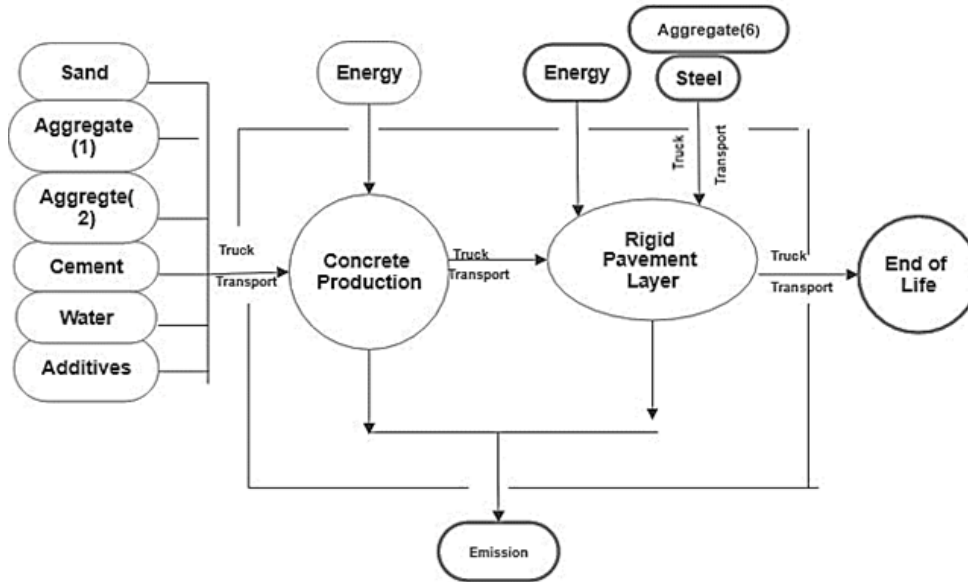 Aggregate(6)
Energy
Energy
Steel
Sand
Aggregate
(1)
Aggregte(
2)
Cement
Water
Additives
Truck
Transport
Concrete
Production
Truck
Transport
Rigid
Pavement
Layer
Truck
Transport
Truck
Transport
End of
Life
Emission